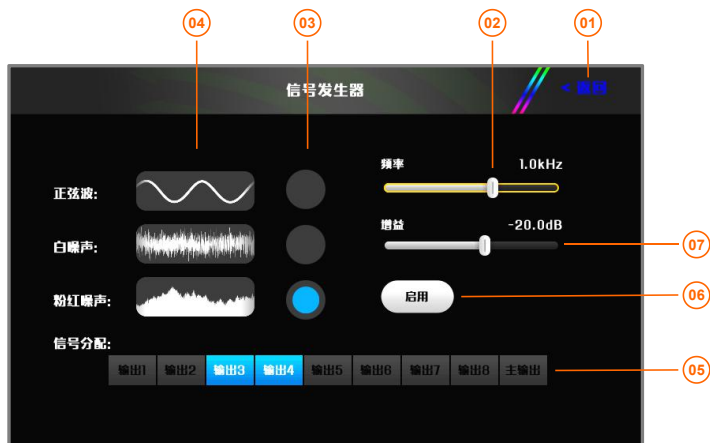 04 03 02 01
信号发生器
< 返回
频率 1.0kHz
正弦波:
增益 -20.0dB
07
白噪声:
粉红噪声:
启用
06
信号分配:
输出1 输出2 输出3 输出4 输出5 输出6 输出7 输出8 主输出
05